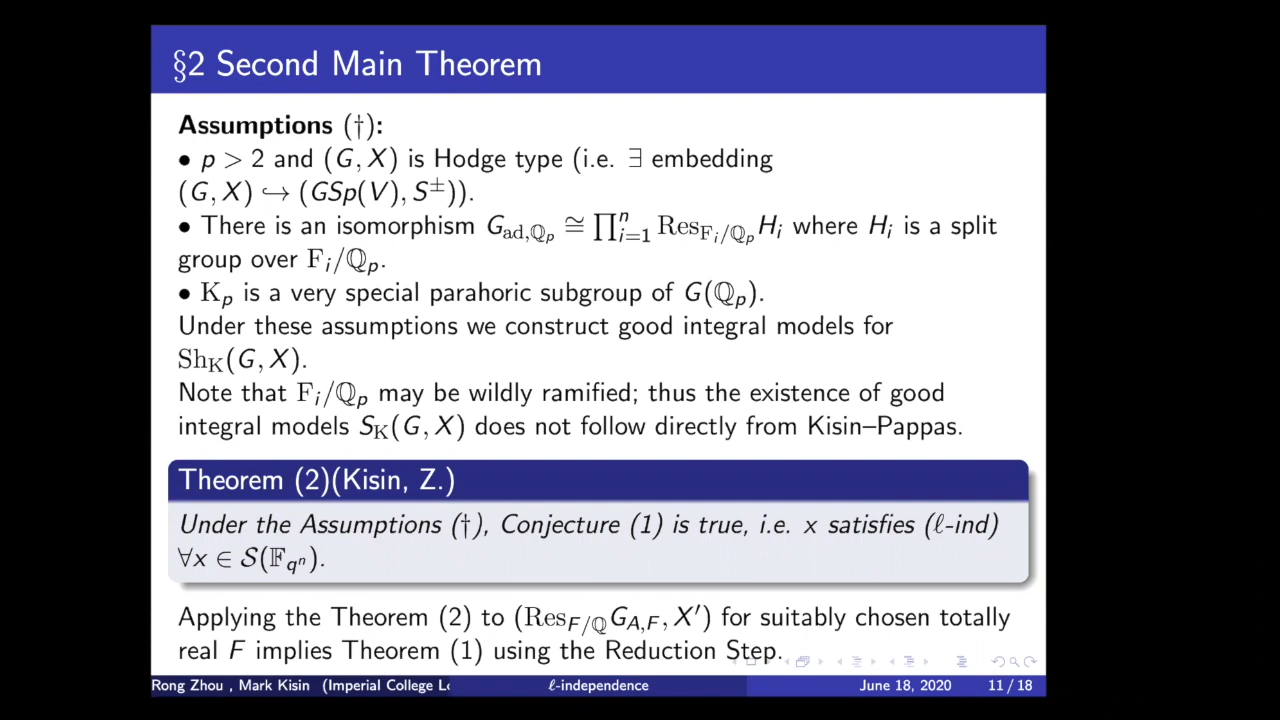 §2 Second Main Theorem
Assumptions (†):
• p > 2 and (G, X) is Hodge type (i.e. ∃ embedding
(G, X) ↪ (GSp(V), S^±)).
• There is an isomorphism G_{ad,ℚ_p} ≅ ∏_{i=1}^n Res_{F_i/ℚ_p} H_i where H_i is a split
group over F_i/ℚ_p.
• K_p is a very special parahoric subgroup of G(ℚ_p).
Under these assumptions we construct good integral models for
Sh_K(G, X).
Note that F_i/ℚ_p may be wildly ramified; thus the existence of good
integral models S_K(G, X) does not follow directly from Kisin–Pappas.
Theorem (2)(Kisin, Z.)
Under the Assumptions (†), Conjecture (1) is true, i.e. x satisfies (ℓ-ind)
∀x ∈ 𝒮(𝔽_{q^n}).
Applying the Theorem (2) to (Res_{F/ℚ} G_{A,F}, X′) for suitably chosen totally
real F implies Theorem (1) using the Reduction Step.
Rong Zhou , Mark Kisin (Imperial College Lo ℓ-independence June 18, 2020 11 / 18